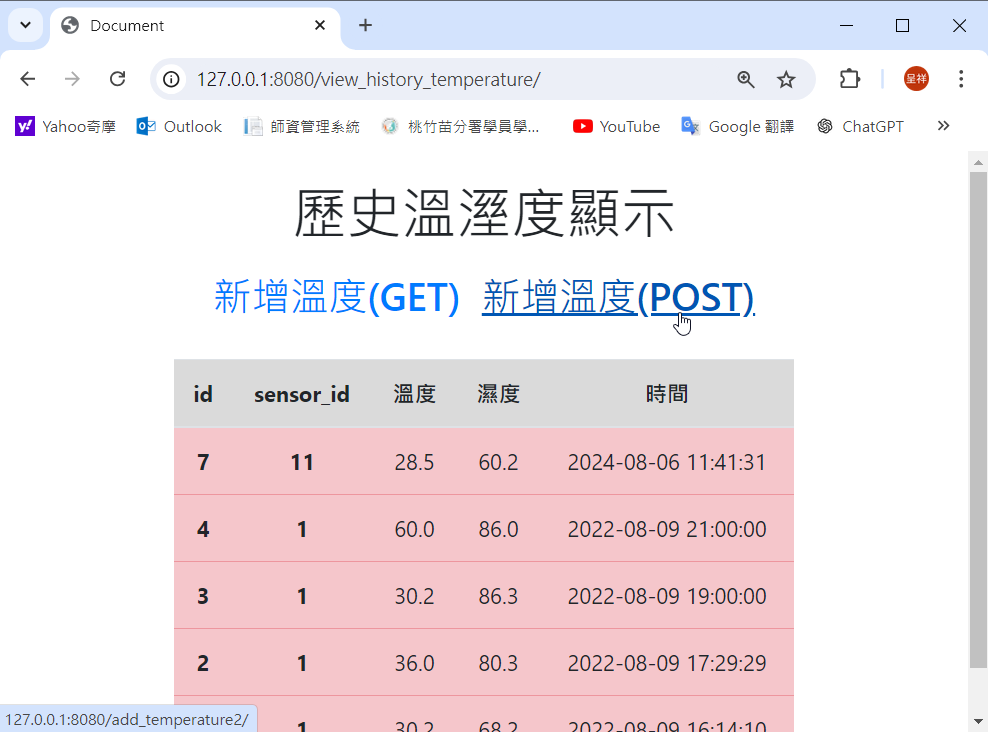 Document
127.0.0.1:8080/view_history_temperature/
呈祥
Yahoo奇摩 Outlook 師資管理系統 桃竹苗分署學員學... YouTube Google 翻譯 ChatGPT
歷史溫溼度顯示
新增溫度(GET) 新增溫度(POST)
id sensor_id 溫度 濕度 時間
7 11 28.5 60.2 2024-08-06 11:41:31
4 1 60.0 86.0 2022-08-09 21:00:00
3 1 30.2 86.3 2022-08-09 19:00:00
2 1 36.0 80.3 2022-08-09 17:29:29
1 30.2 68.2 2022-08-09 16:14:10
127.0.0.1:8080/add_temperature2/